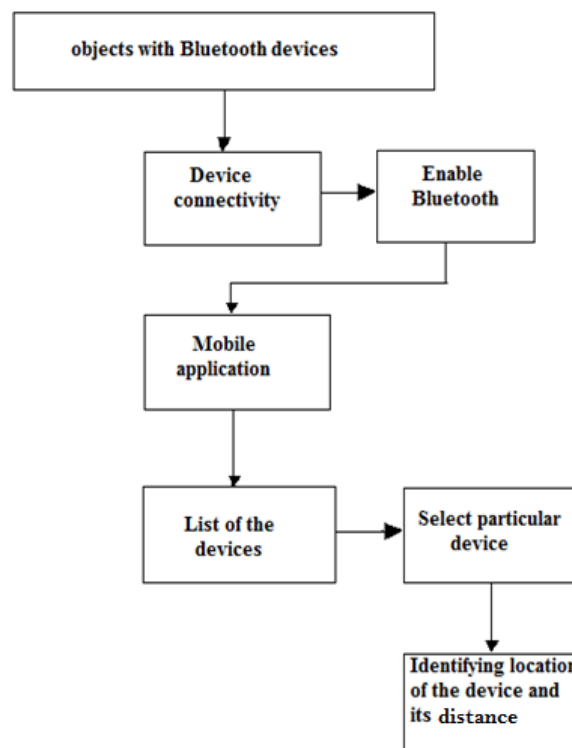 objects with Bluetooth devices
Device
connectivity
Enable
Bluetooth
Mobile
application
List of the
devices
Select particular
device
Identifying location
of the device and
its distance